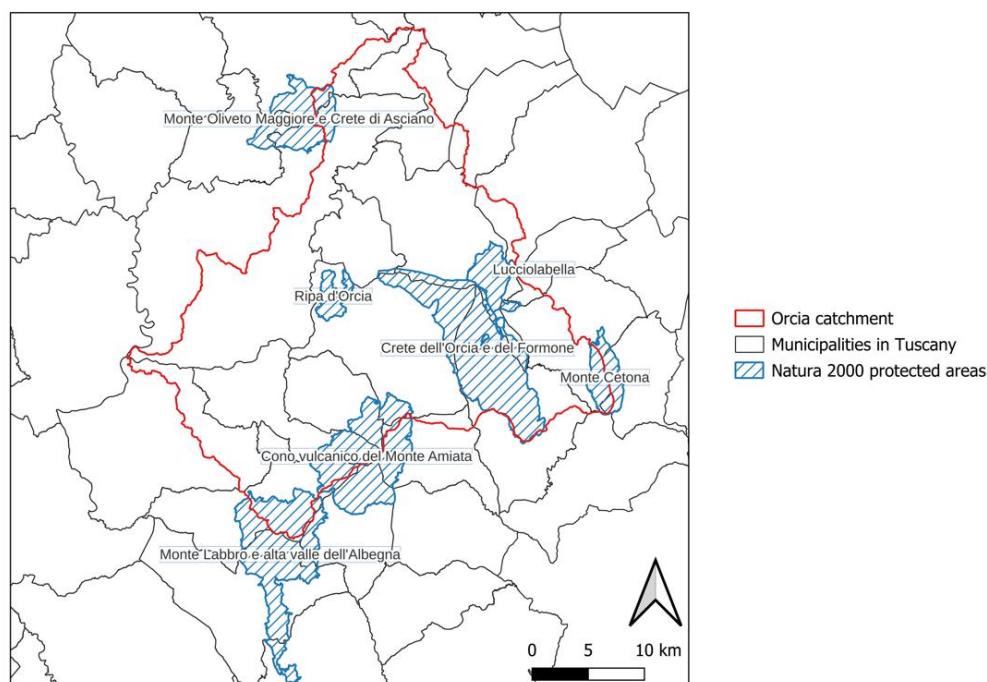 Monte Oliveto Maggiore e Crete di Asciano
Lucciolabella
Ripa d'Orcia
Crete dell'Orcia e del Formone
Monte Cetona
Cono vulcanico del Monte Amiata
Monte Labbro e alta valle dell'Albegna
0 5 10 km
Orcia catchment
Municipalities in Tuscany
Natura 2000 protected areas